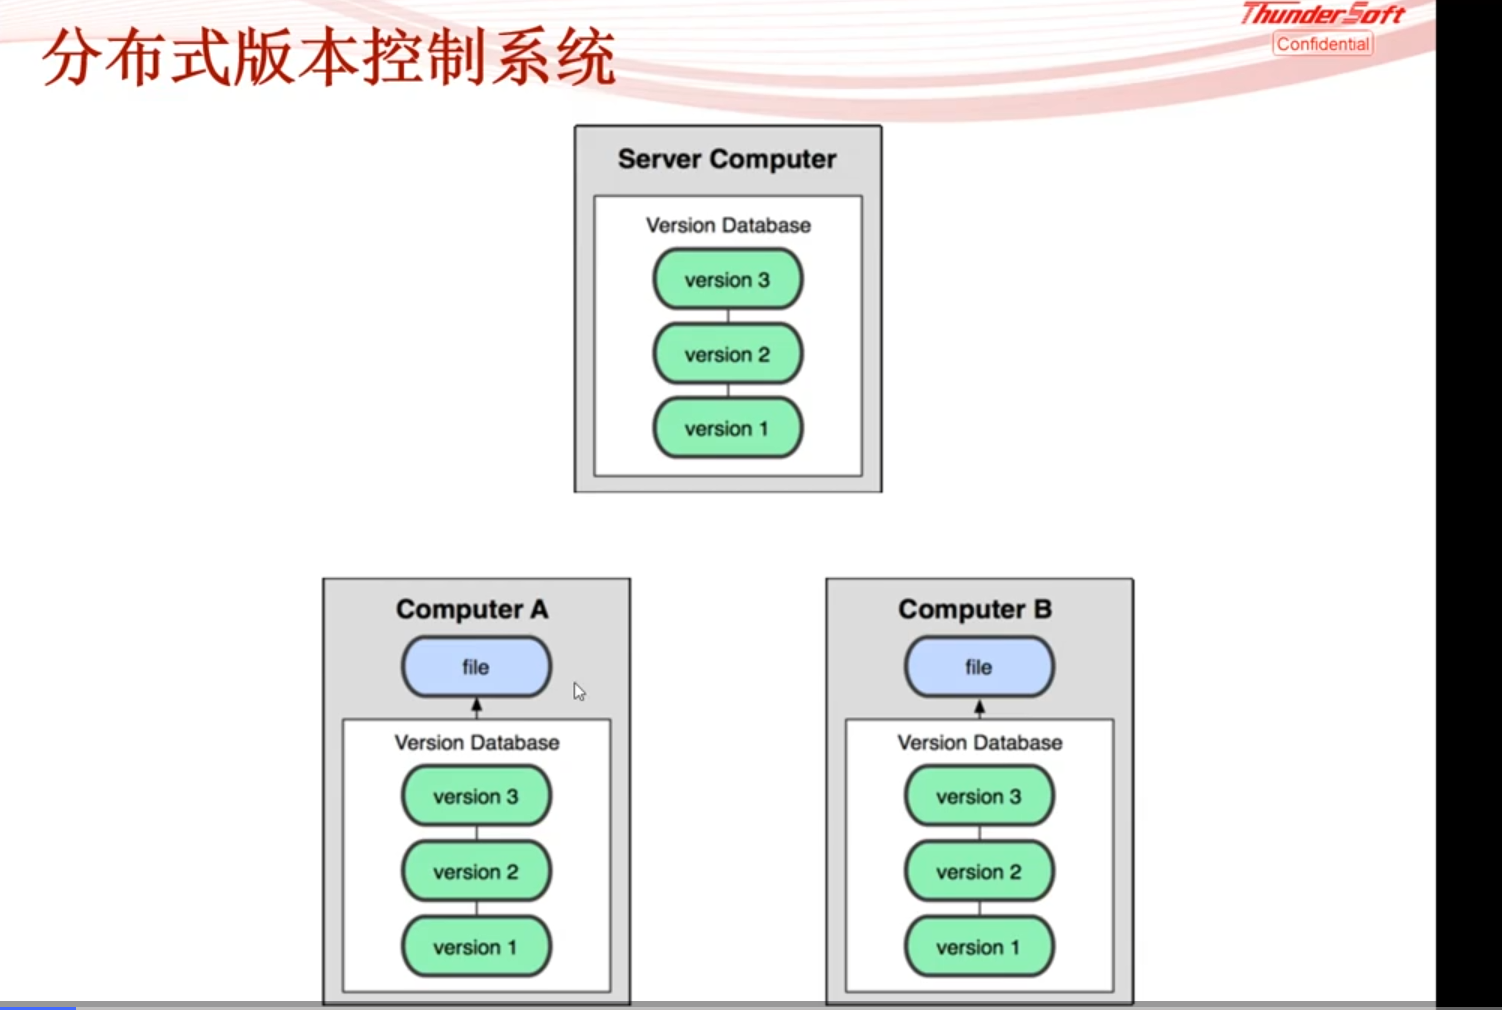 ThunderSoft
Confidential
分布式版本控制系统
Server Computer
Version Database
version 3
version 2
version 1
Computer A
file
Version Database
version 3
version 2
version 1
Computer B
file
Version Database
version 3
version 2
version 1